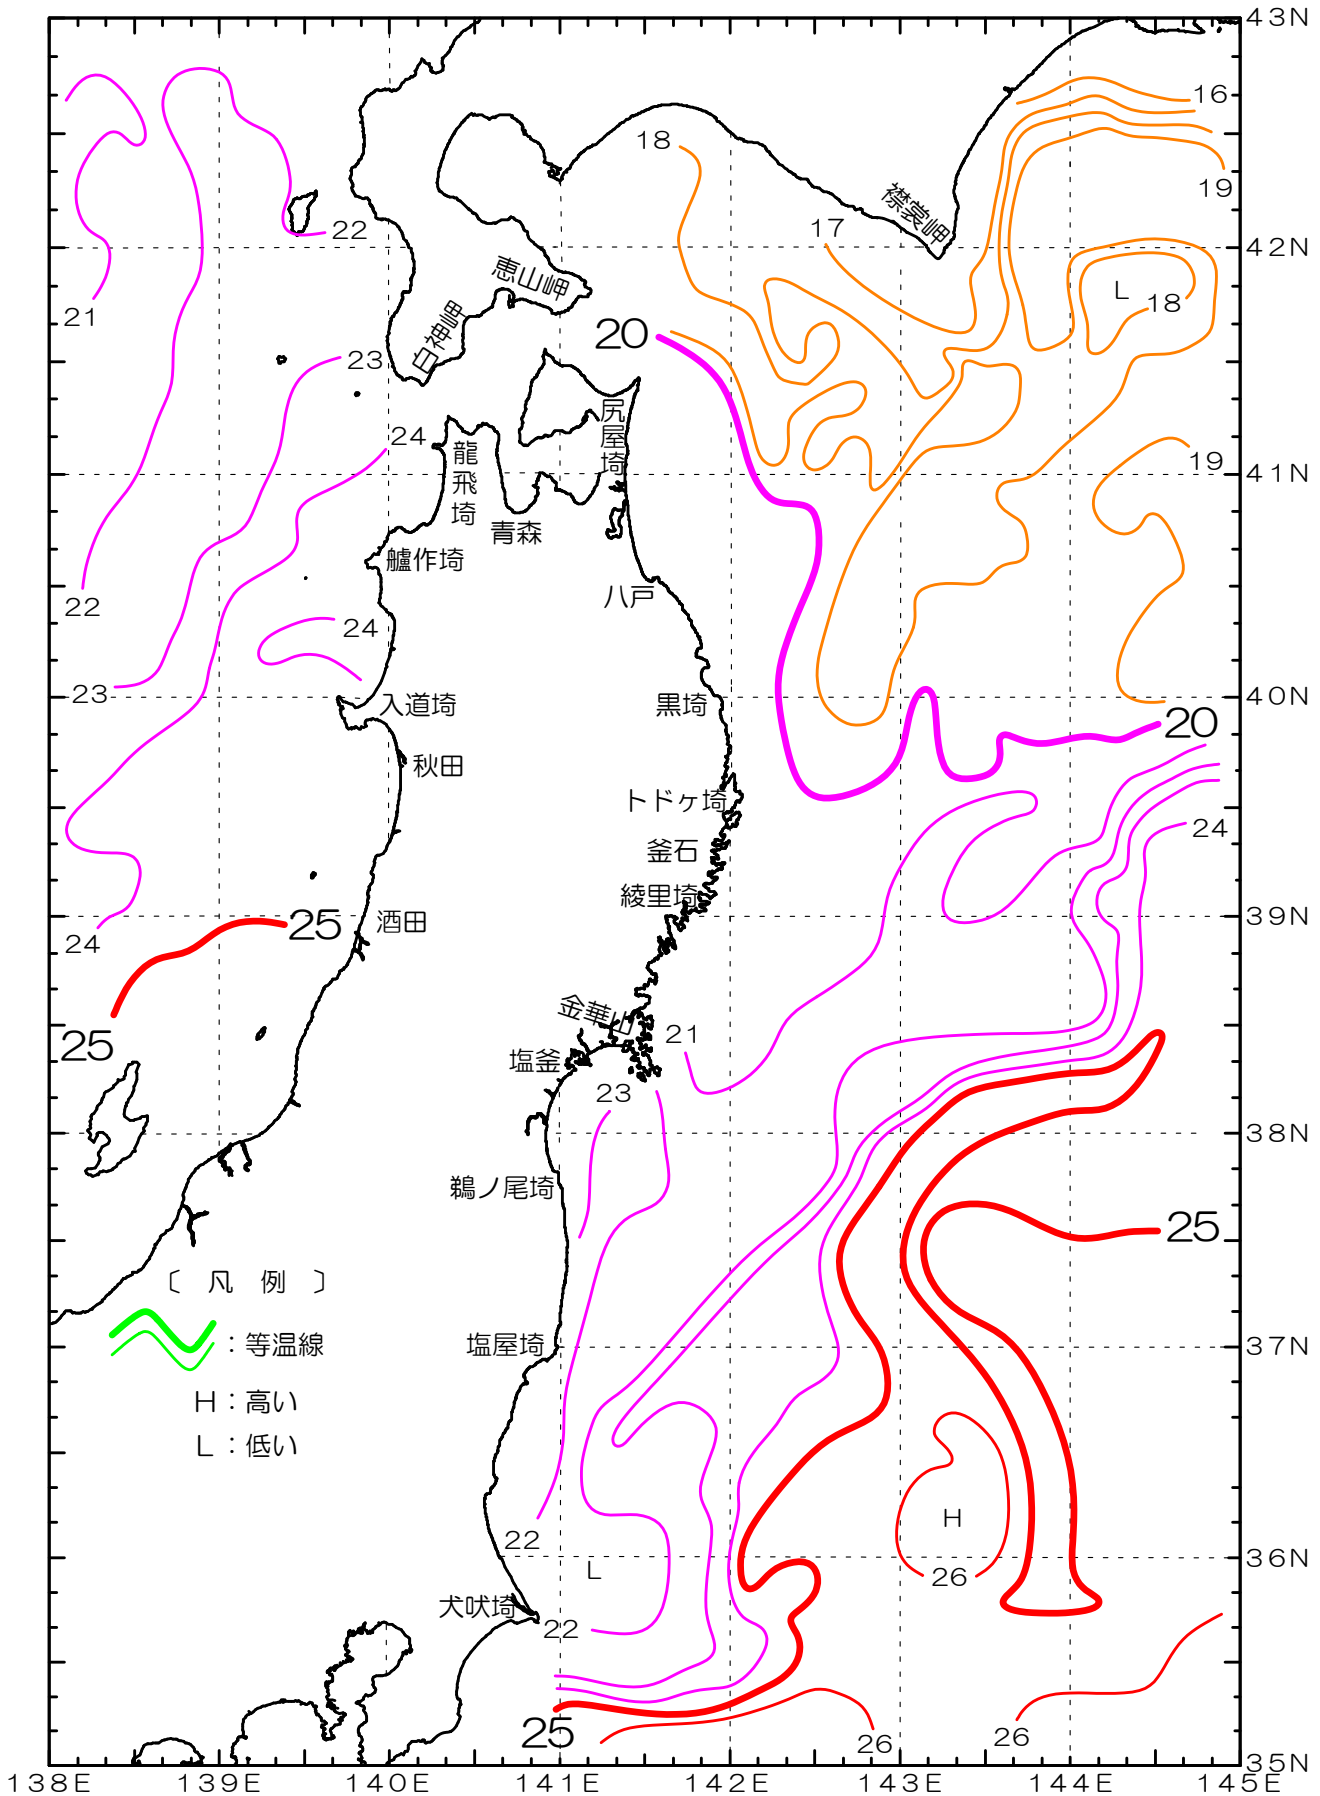 43N
16
18
19
襟裳岬
17
22
42N
恵山岬
L 18
21
白神岬
20
23
尻屋埼
24
龍飛埼
19
41N
青森
艫作埼
八戸
22
24
23
入道埼
黒埼
40N
20
秋田
トドヶ埼
24
釜石
綾里埼
酒田
25
39N
24
金華山
21
25
塩釜
23
38N
鵜ノ尾埼
25
〔 凡 例 〕
：等温線
塩屋埼
37N
H：高い
L：低い
H
22
L
26
36N
犬吠埼
22
25
26
26
35N
138E 139E 140E 141E 142E 143E 144E 145E